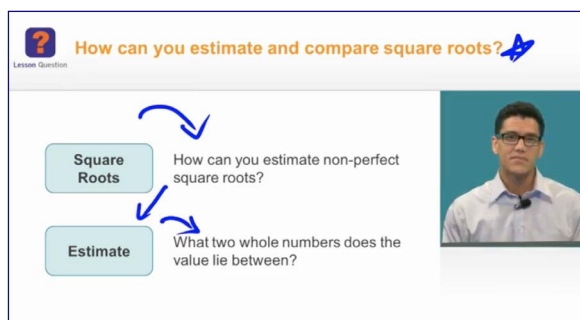 How can you estimate and compare square roots?
Lesson Question
Square
Roots
How can you estimate non-perfect
square roots?
Estimate
What two whole numbers does the
value lie between?